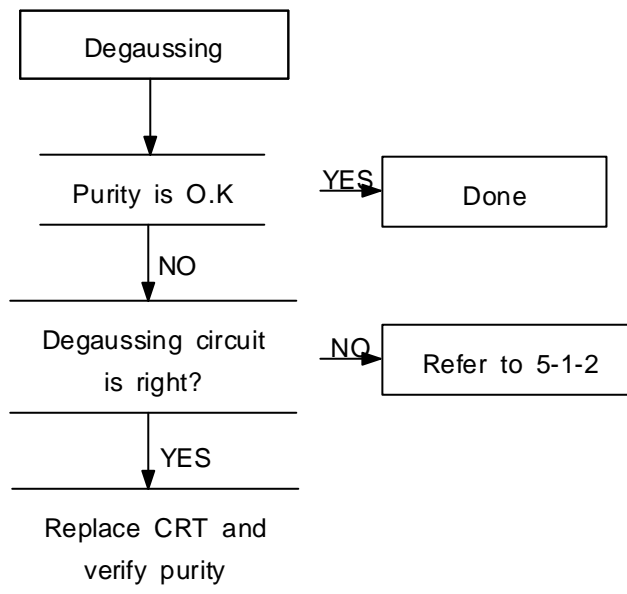 Degaussing
Purity is O.K
YES
Done
NO
Degaussing circuit
is right?
NO
Refer to 5-1-2
YES
Replace CRT and
verify purity